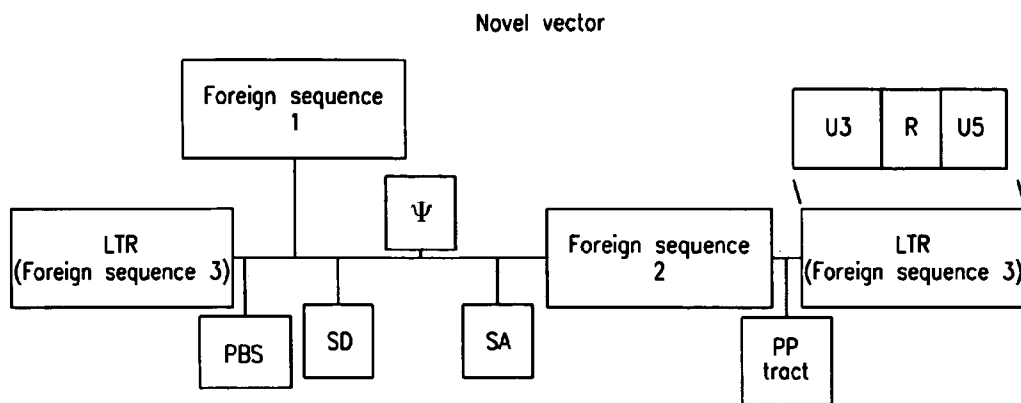 Novel vector
Foreign sequence
1
U3 R U5
Ψ
LTR
(Foreign sequence 3)
Foreign sequence
2
LTR
(Foreign sequence 3)
PBS
SD
SA
PP
tract